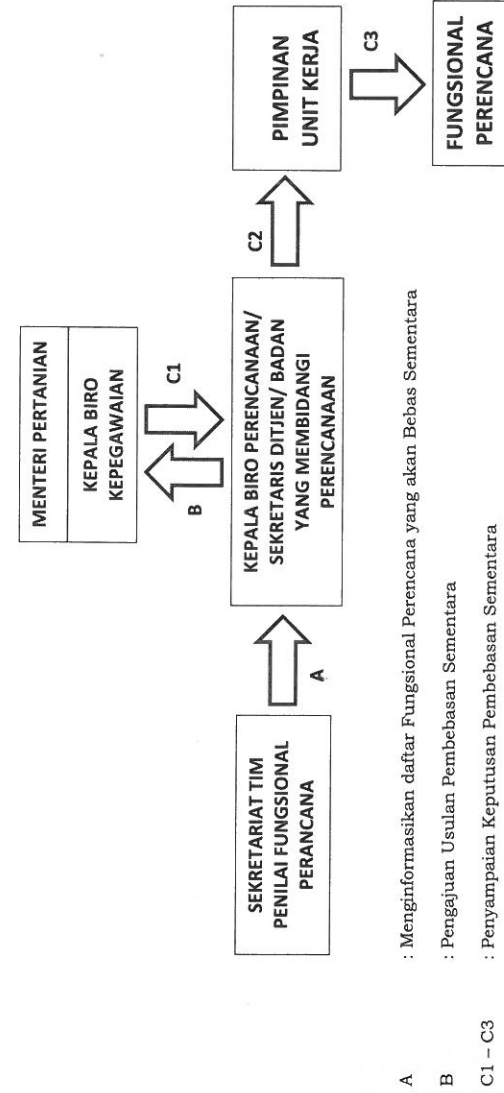 MENTERI PERTANIAN
KEPALA BIRO
KEPEGAWAIAN
B
C1
SEKRETARIAT TIM
PENILAI FUNGSIONAL
PERANCANA
A
KEPALA BIRO PERENCANAAN/
SEKRETARIS DITJEN/ BADAN
YANG MEMBIDANGI
PERENCANAAN
C2
PIMPINAN
UNIT KERJA
C3
FUNGSIONAL
PERENCANA
A : Menginformasikan daftar Fungsional Perencana yang akan Bebas Sementara
B : Pengajuan Usulan Pembebasan Sementara
C1 – C3 : Penyampaian Keputusan Pembebasan Sementara